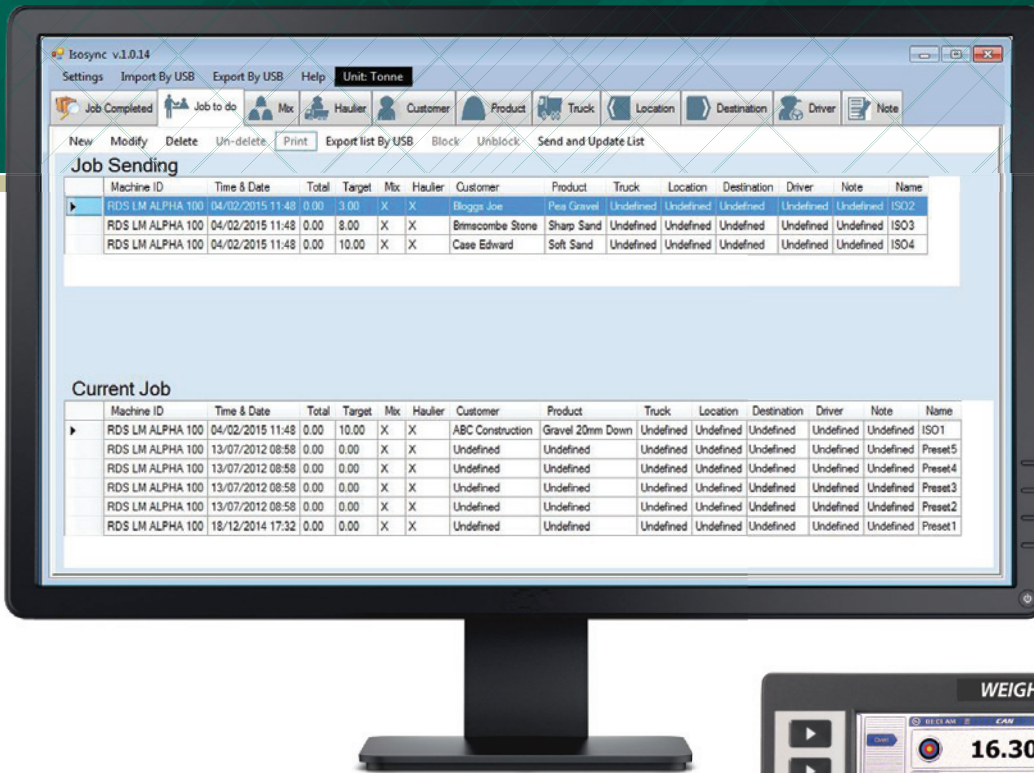 Isosync v.1.0.14
Settings Import By USB Export By USB Help Unit: Tonne
Job Completed Job to do Mix Haulier Customer Product Truck Location Destination Driver Note
New Modify Delete Un-delete Print Export list By USB Block Unblock Send and Update List
Job Sending
Machine ID Time & Date Total Target Mix Haulier Customer Product Truck Location Destination Driver Note Name
RDS LM ALPHA 100 04/02/2015 11:48 0.00 3.00 X X Bloggs Joe Pea Gravel Undefined Undefined Undefined Undefined Undefined ISO2
RDS LM ALPHA 100 04/02/2015 11:48 0.00 8.00 X X Brimscombe Stone Sharp Sand Undefined Undefined Undefined Undefined Undefined ISO3
RDS LM ALPHA 100 04/02/2015 11:48 0.00 10.00 X X Case Edward Soft Sand Undefined Undefined Undefined Undefined Undefined ISO4
Current Job
Machine ID Time & Date Total Target Mix Haulier Customer Product Truck Location Destination Driver Note Name
RDS LM ALPHA 100 04/02/2015 11:48 0.00 10.00 X X ABC Construction Gravel 20mm Down Undefined Undefined Undefined Undefined Undefined ISO1
RDS LM ALPHA 100 13/07/2012 08:58 0.00 0.00 X X Undefined Undefined Undefined Undefined Undefined Undefined Undefined Preset5
RDS LM ALPHA 100 13/07/2012 08:58 0.00 0.00 X X Undefined Undefined Undefined Undefined Undefined Undefined Undefined Preset4
RDS LM ALPHA 100 13/07/2012 08:58 0.00 0.00 X X Undefined Undefined Undefined Undefined Undefined Undefined Undefined Preset3
RDS LM ALPHA 100 13/07/2012 08:58 0.00 0.00 X X Undefined Undefined Undefined Undefined Undefined Undefined Undefined Preset2
RDS LM ALPHA 100 18/12/2014 17:32 0.00 0.00 X X Undefined Undefined Undefined Undefined Undefined Undefined Undefined Preset1
WEIGH
CAN
16.30